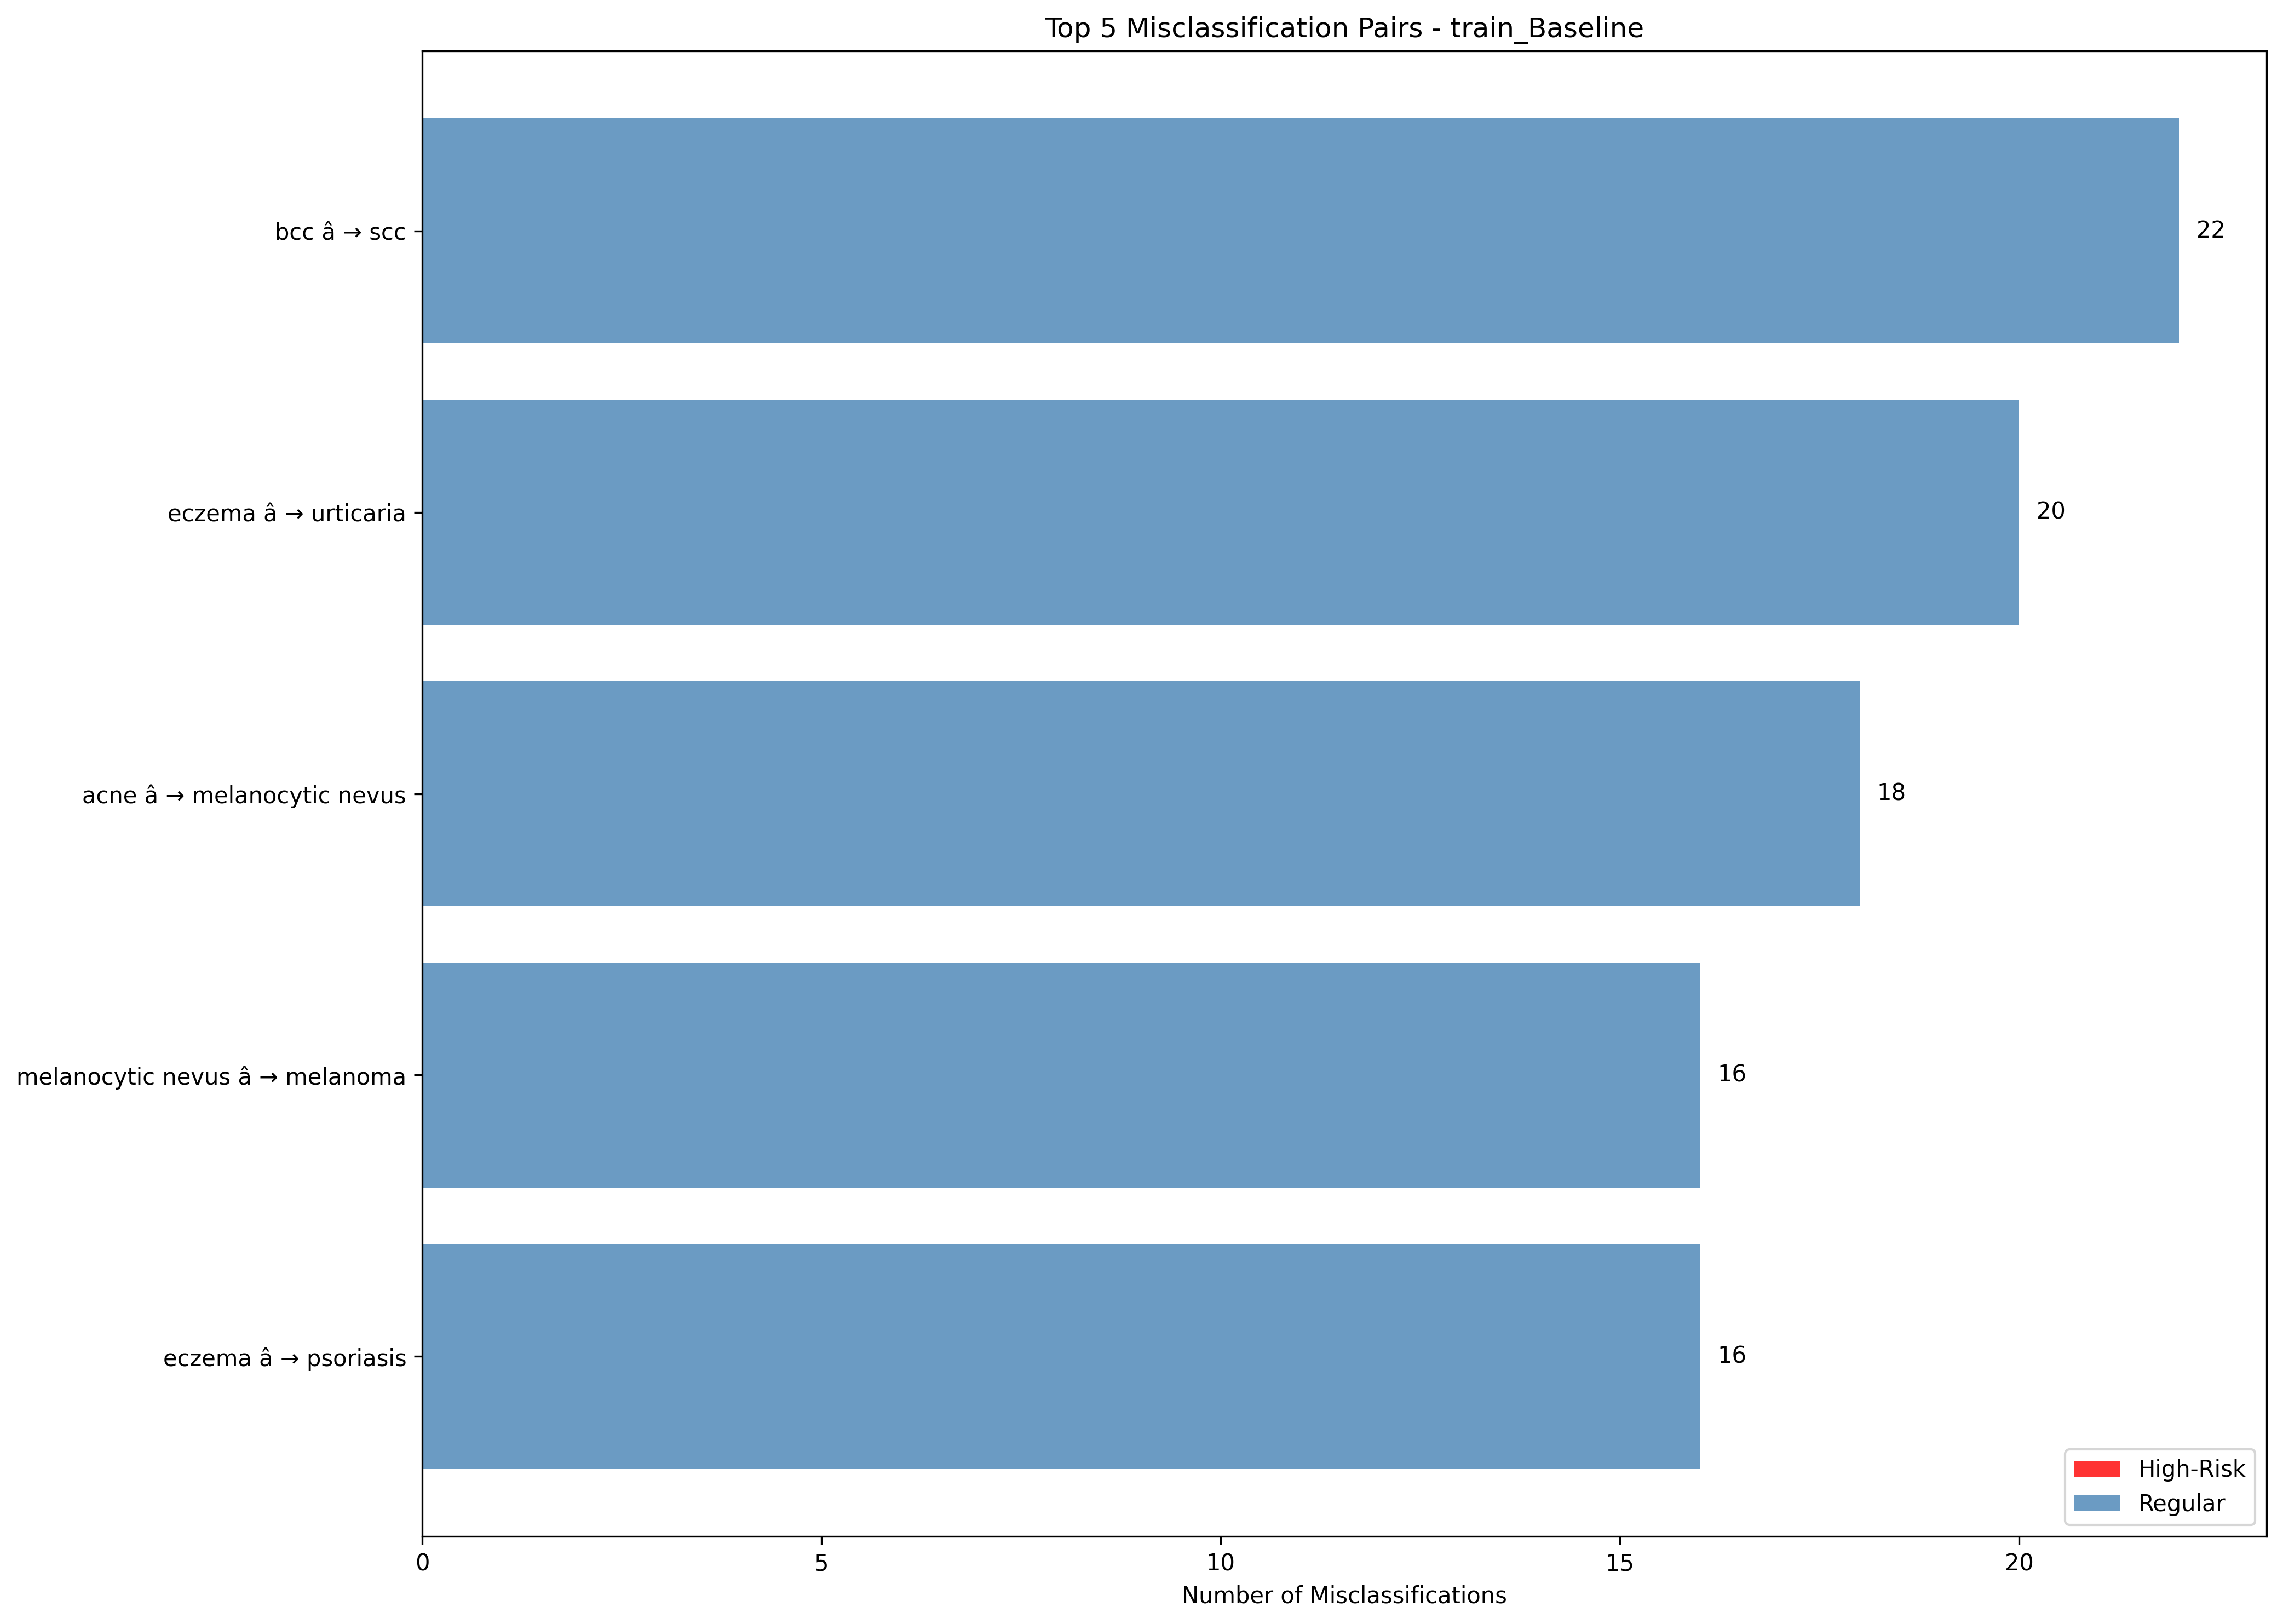 Top 5 Misclassification Pairs - train_Baseline
bcc â → scc
22
eczema â → urticaria
20
acne â → melanocytic nevus
18
melanocytic nevus â → melanoma
16
eczema â → psoriasis
16
High-Risk
Regular
0 5 10 15 20
Number of Misclassifications